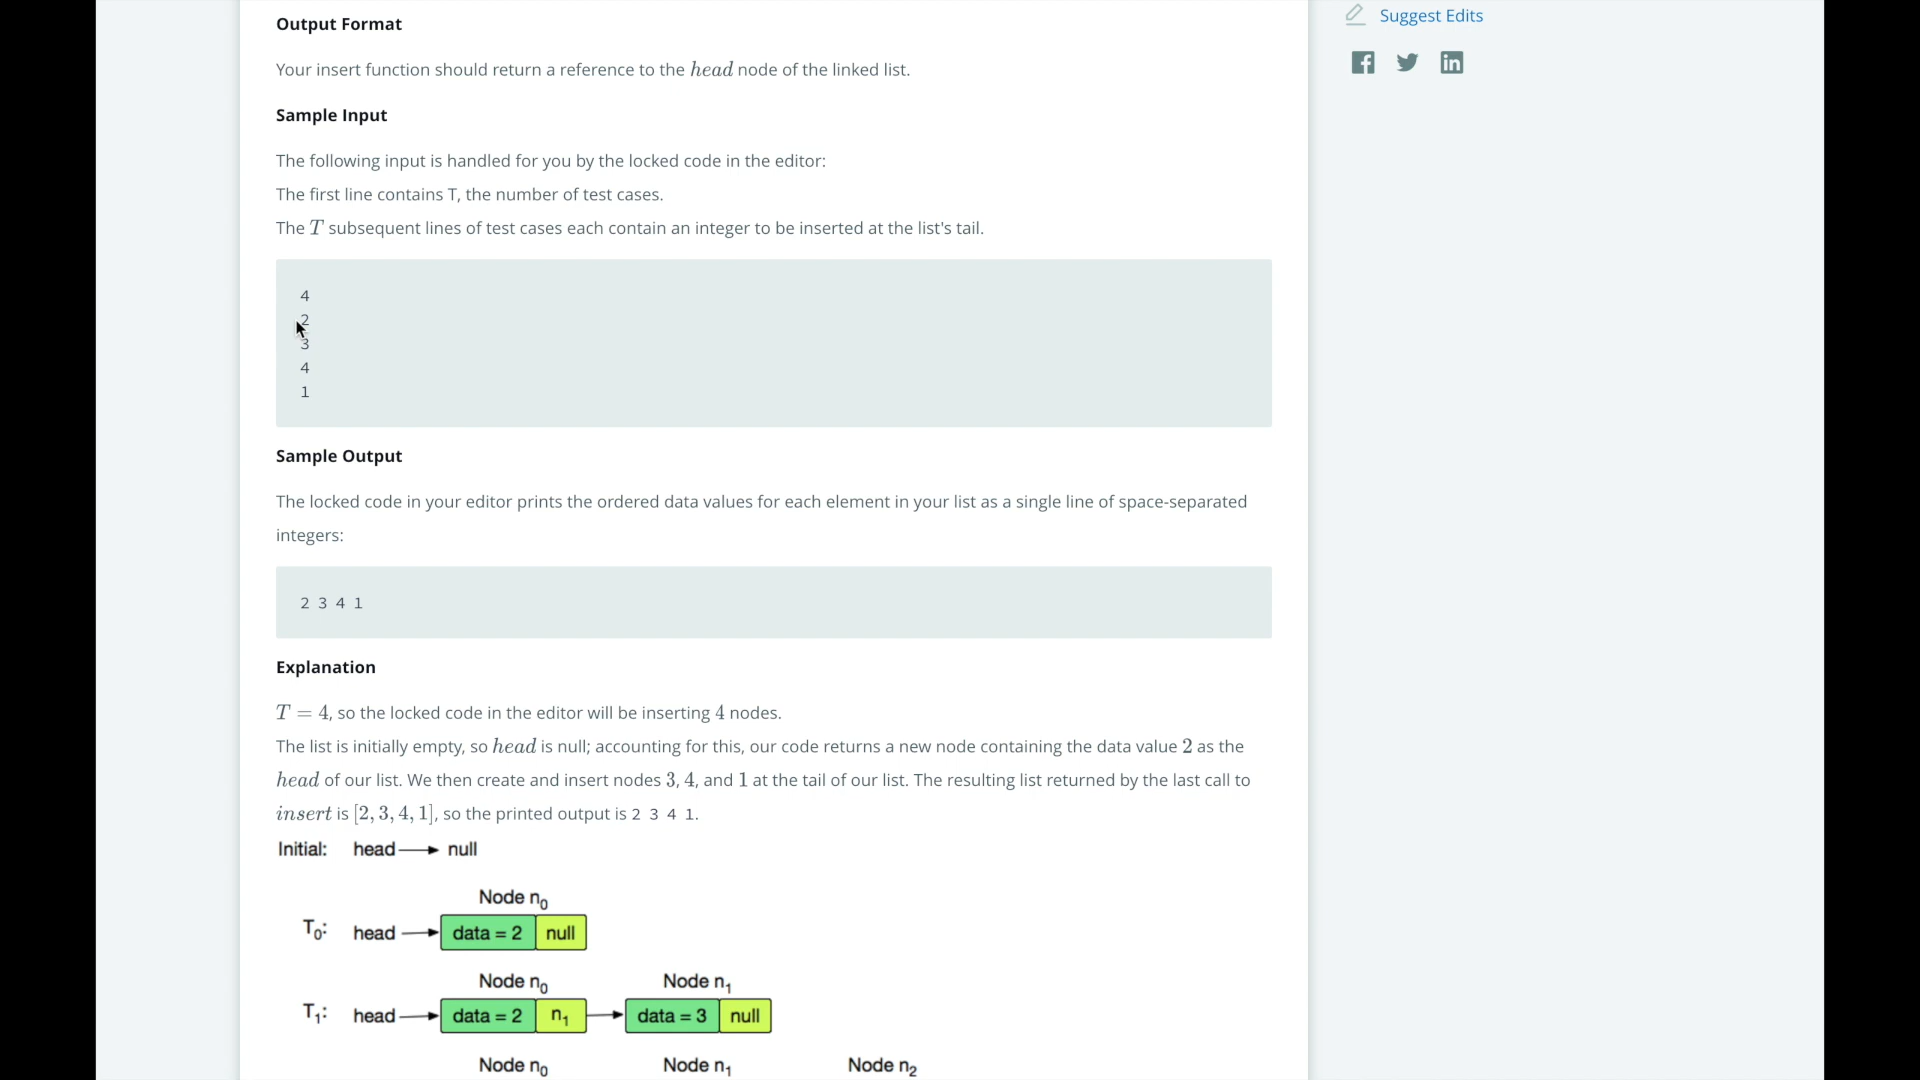 Output Format
Suggest Edits
Your insert function should return a reference to the head node of the linked list.
Sample Input
The following input is handled for you by the locked code in the editor:
The first line contains T, the number of test cases.
The T subsequent lines of test cases each contain an integer to be inserted at the list's tail.
4
2
3
4
1
Sample Output
The locked code in your editor prints the ordered data values for each element in your list as a single line of space-separated
integers:
2 3 4 1
Explanation
T = 4, so the locked code in the editor will be inserting 4 nodes.
The list is initially empty, so head is null; accounting for this, our code returns a new node containing the data value 2 as the
head of our list. We then create and insert nodes 3, 4, and 1 at the tail of our list. The resulting list returned by the last call to
insert is [2, 3, 4, 1], so the printed output is 2 3 4 1.
Initial: head null
Node n0
T0: head data = 2 null
Node n0 Node n1
T1: head data = 2 n1 data = 3 null
Node n0 Node n1 Node n2